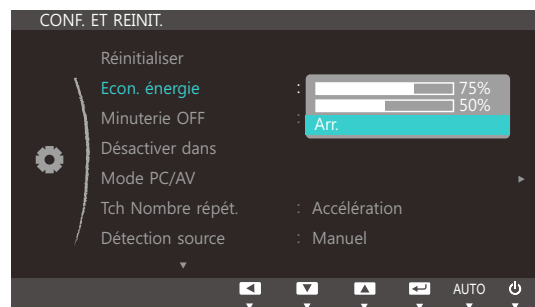 CONF. ET REINIT.
Réinitialiser
Econ. énergie :
75%
50%
Arr.
Minuterie OFF :
Désactiver dans
Mode PC/AV
Tch Nombre répét. : Accélération
Détection source : Manuel
AUTO